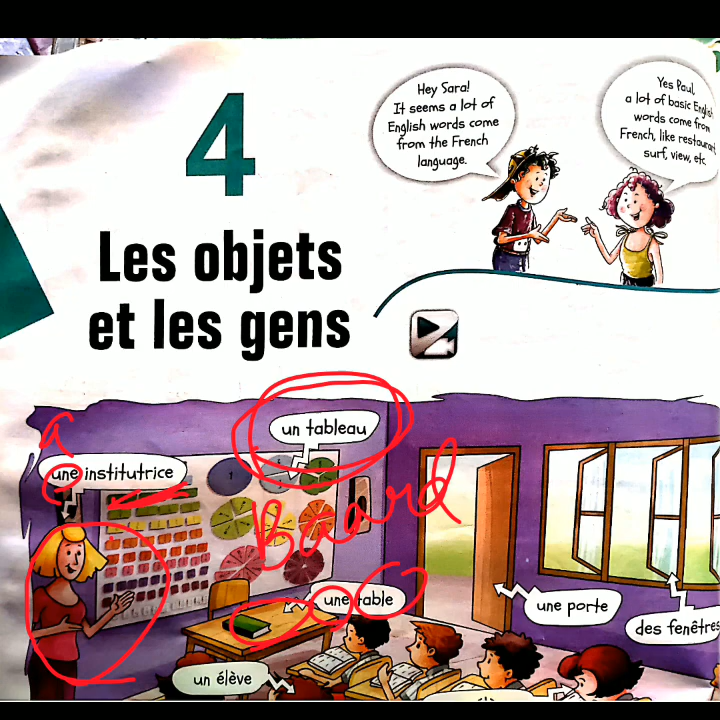 4
Les objets
et les gens
Hey Sara!
It seems a lot of
English words come
from the French
language.
Yes Paul,
a lot of basic English
words come from
French, like restaurant,
surf, view, etc
a
une institutrice
un tableau
Board
une table
une porte
des fenêtres
un élève